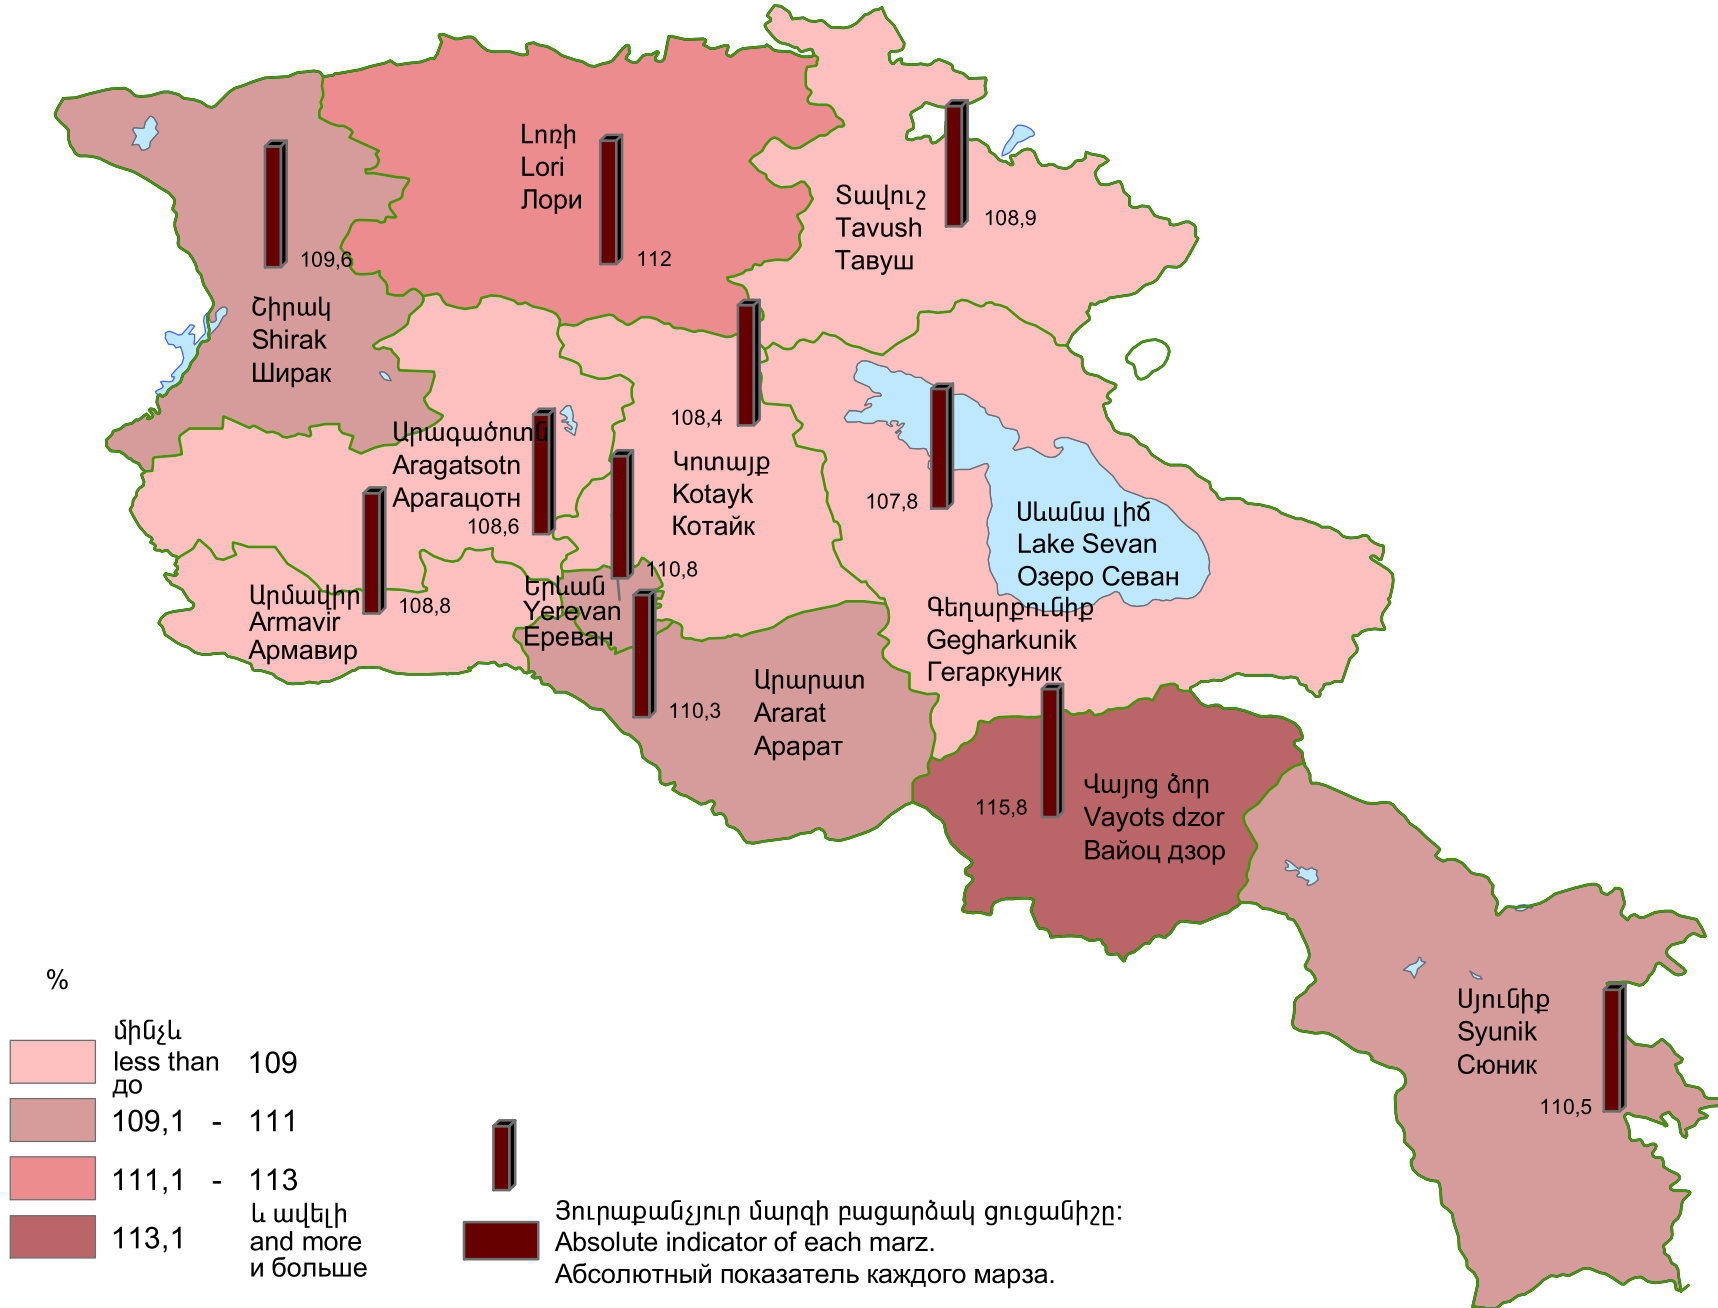 Լոռի
Lori
Лори
112
Տավուշ
Tavush
Тавуш
108,9
109,6
Շիրակ
Shirak
Ширак
108,4
Կոտայք
Kotayk
Котайк
Արագածոտն
Aragatsotn
Арагацотн
108,6
107,8
Սևանա լիճ
Lake Sevan
Озеро Севан
Գեղարքունիք
Gegharkunik
Гегаркуник
Արմավիր
Armavir
Армавир
108,8
110,8
Երևան
Yerevan
Ереван
110,3
Արարատ
Ararat
Арарат
115,8
Վայոց ձոր
Vayots dzor
Вайоц дзор
Սյունիք
Syunik
Сюник
110,5
%
մինչև
less than 109
до
109,1 - 111
111,1 - 113
113,1
և ավելի
and more
и больше
Յուրաքանչյուր մարզի բացարձակ ցուցանիշը:
Absolute indicator of each marz.
Абсолютный показатель каждого марза.